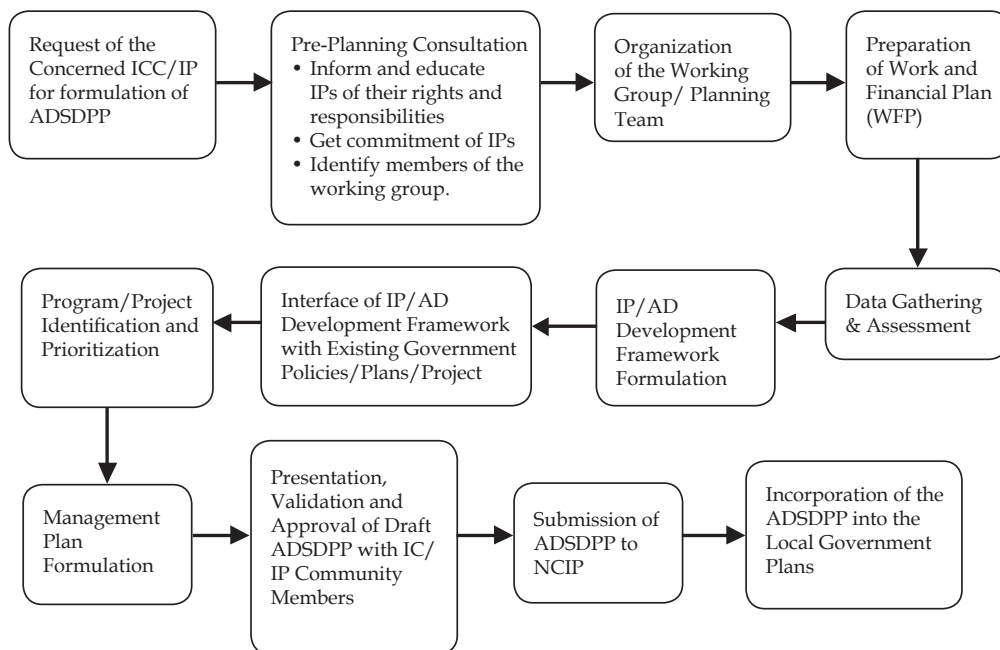 Request of the
Concerned ICC/IP
for formulation of
ADSDPP
Pre-Planning Consultation
• Inform and educate
IPs of their rights and
responsibilities
• Get commitment of IPs
• Identify members of the
working group.
Organization
of the Working
Group/ Planning
Team
Preparation
of Work and
Financial Plan
(WFP)
Data Gathering
& Assessment
IP/AD
Development
Framework
Formulation
Interface of IP/AD
Development Framework
with Existing Government
Policies/Plans/Project
Program/Project
Identification and
Prioritization
Management
Plan
Formulation
Presentation,
Validation and
Approval of Draft
ADSDPP with IC/
IP Community
Members
Submission of
ADSDPP to
NCIP
Incorporation of the
ADSDPP into the
Local Government
Plans